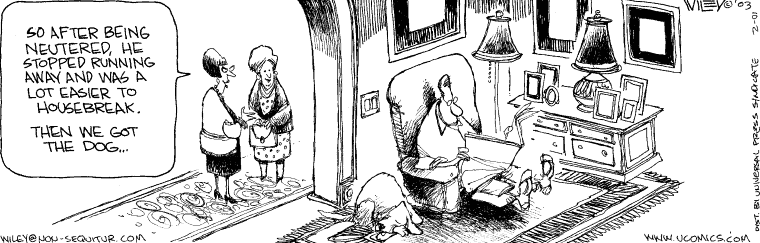 SO AFTER BEING
NEUTERED, HE
STOPPED RUNNING
AWAY AND WAS A
LOT EASIER TO
HOUSEBREAK.
THEN WE GOT
THE DOG...
WILEY©'03
2-01
DIST. BY UNIVERSAL PRESS SYNDICATE
WILEY@NON-SEQUITUR.COM
WWW.UCOMICS.COM